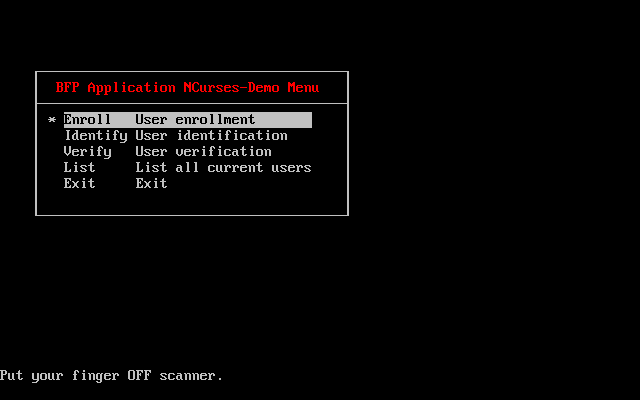 BFP Application NCurses-Demo Menu
* Enroll User enrollment
Identify User identification
Verify User verification
List List all current users
Exit Exit
Put your finger OFF scanner.